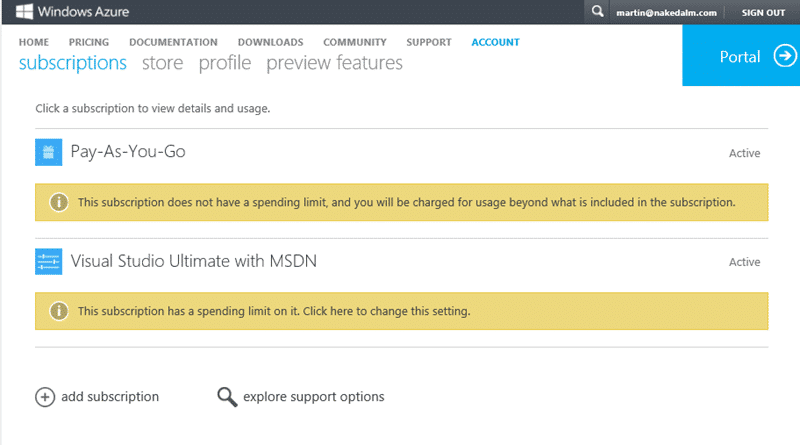 Windows Azure martin@nakedalm.com SIGN OUT
HOME PRICING DOCUMENTATION DOWNLOADS COMMUNITY SUPPORT ACCOUNT
subscriptions store profile preview features
Portal
Click a subscription to view details and usage.
Pay-As-You-Go Active
This subscription does not have a spending limit, and you will be charged for usage beyond what is included in the subscription.
Visual Studio Ultimate with MSDN Active
This subscription has a spending limit on it. Click here to change this setting.
add subscription explore support options